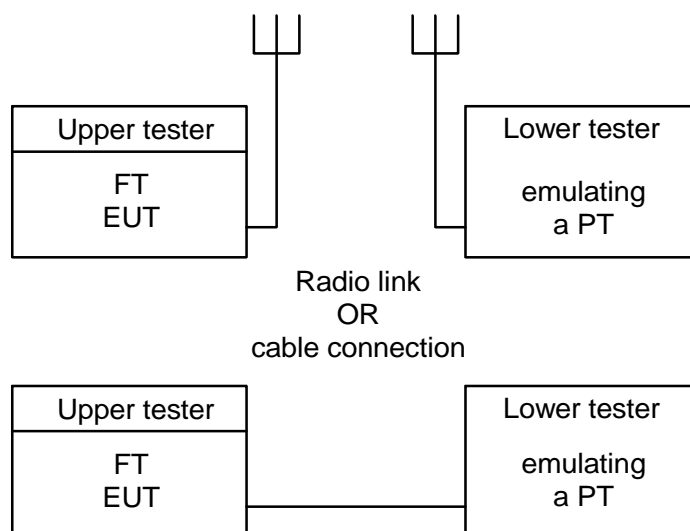 Upper tester
FT
EUT
Lower tester
emulating
a PT
Radio link
OR
cable connection
Upper tester
FT
EUT
Lower tester
emulating
a PT